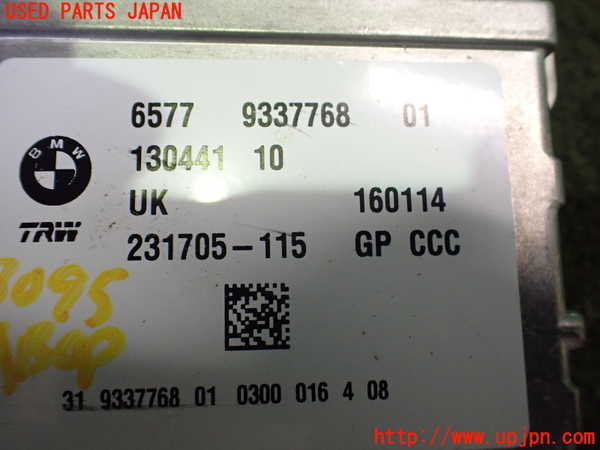 USED PARTS JAPAN
6577 9337768 01
BMW
130441 10
UK 160114
TRW
231705-115 GP CCC
3095
31 9337768 01 0300 016 4 08
http://www.upjpn.com